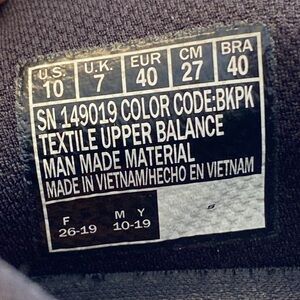 U.S. U.K. EUR CM BRA
10 7 40 27 40
SN 149019 COLOR CODE:BKPK
TEXTILE UPPER BALANCE
MAN MADE MATERIAL
MADE IN VIETNAM/HECHO EN VIETNAM
F M Y
26-19 10-19